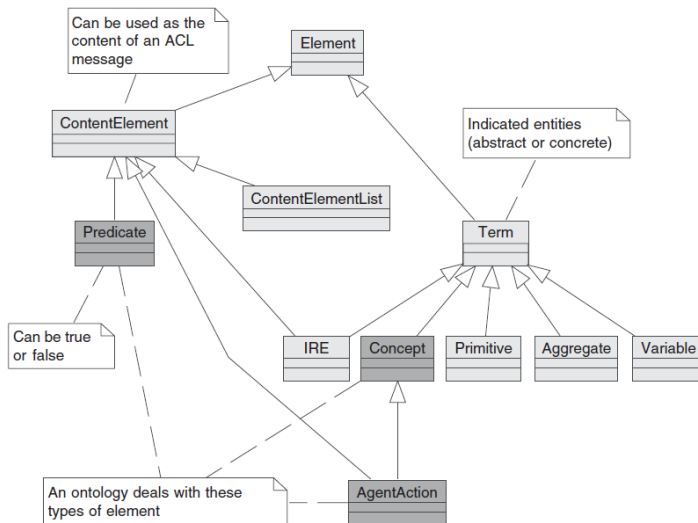 Can be used as the
content of an ACL
message
Element
ContentElement
Indicated entities
(abstract or concrete)
ContentElementList
Predicate
Term
Can be true
or false
IRE
Concept
Primitive
Aggregate
Variable
An ontology deals with these
types of element
AgentAction